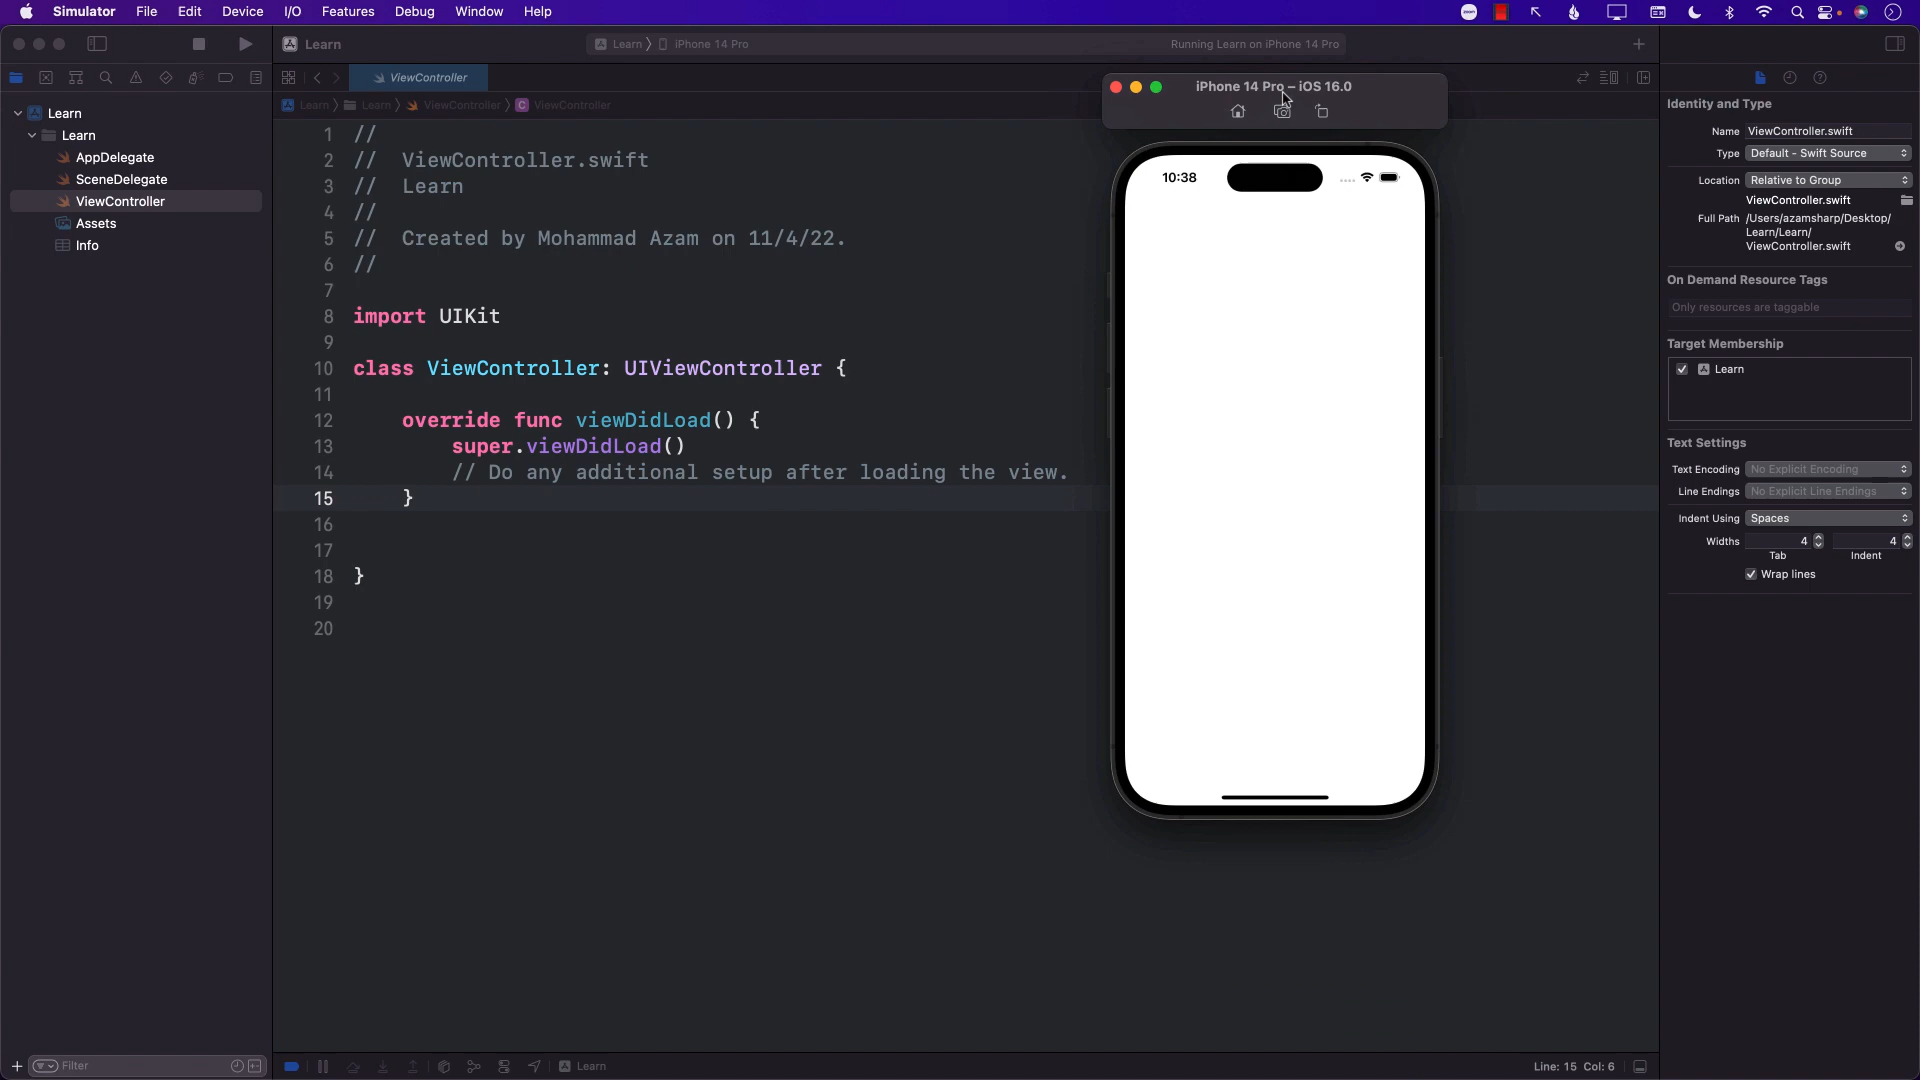 Simulator File Edit Device I/O Features Debug Window Help
Learn
Learn iPhone 14 Pro
Running Learn on iPhone 14 Pro
ViewController
Learn Learn ViewController C ViewController
Learn
Learn
AppDelegate
SceneDelegate
ViewController
Assets
Info
1 //
2 // ViewController.swift
3 // Learn
4 //
5 // Created by Mohammad Azam on 11/4/22.
6 //
7
8 import UIKit
9
10 class ViewController: UIViewController {
11
12 override func viewDidLoad() {
13 super.viewDidLoad()
14 // Do any additional setup after loading the view.
15 }
16
17
18 }
19
20
iPhone 14 Pro – iOS 16.0
10:38
Identity and Type
Name ViewController.swift
Type Default - Swift Source
Location Relative to Group
ViewController.swift
Full Path /Users/azamsharp/Desktop/
Learn/Learn/
ViewController.swift
On Demand Resource Tags
Only resources are taggable
Target Membership
Learn
Text Settings
Text Encoding No Explicit Encoding
Line Endings No Explicit Line Endings
Indent Using Spaces
Widths 4 4
Tab Indent
Wrap lines
Filter
Learn
Line: 15 Col: 6